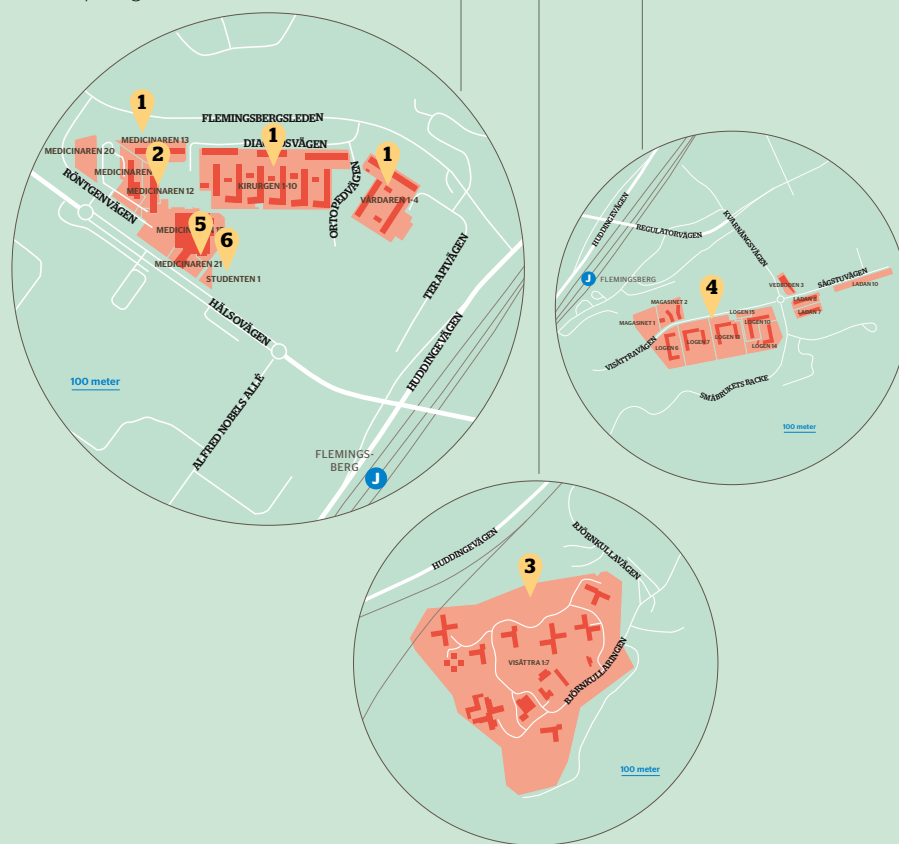 1
FLEMINGSBERGSLEDEN
MEDICINAREN 13
1
MEDICINAREN 20
2
1
MEDICINAREN
MEDICINAREN 12
KIRURGEN 1-10
VÅRDAREN 1-4
RÖNTGENVÄGEN
ORTOPEDVÄGEN
5
6
MEDICINAREN 21
STUDENTEN 1
TERAPIVÄGEN
HÄLSOVÄGEN
HUDDINGEVÄGEN
100 meter
ALFRED NOBELS ALLÉ
FLEMINGS-
BERG
J
HUDDINGEVÄGEN
REGULATORVÄGEN
KVARNÄNGSVÄGEN
J FLEMINGSBERG
4
VEDBODEN 3
SÅGSTUVÄGEN
LADAN 10
MAGASINET 2
LADAN 2
LADAN 7
MAGASINET 1
LOGEN 15
LOGEN 10
LOGEN 6
LOGEN 7
LOGEN 13
LOGEN 14
VISÄTTRAVÄGEN
SMÅBRUKETS BACKE
100 meter
HUDDINGEVÄGEN
3
BJÖRNKULLAVÄGEN
VISÄTTRA 1:7
BJÖRNKULLARINGEN
100 meter